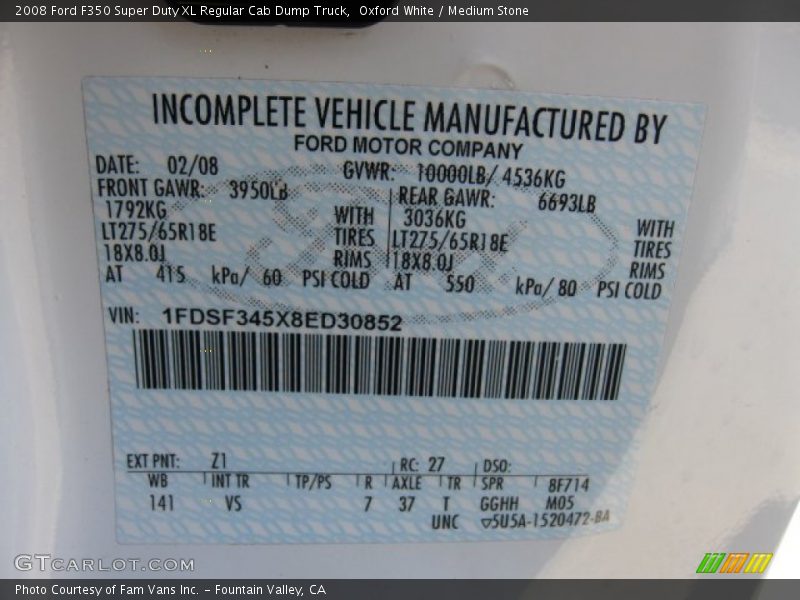 2008 Ford F350 Super Duty XL Regular Cab Dump Truck, Oxford White / Medium Stone
INCOMPLETE VEHICLE MANUFACTURED BY
FORD MOTOR COMPANY
DATE: 02/08 GVWR: 10000LB/ 4536KG
FRONT GAWR: 3950LB REAR GAWR: 6693LB
1792KG WITH 3036KG WITH
LT275/65R18E TIRES LT275/65R18E TIRES
18X8.0J RIMS 18X8.0J RIMS
AT 415 kPa/ 60 PSI COLD AT 550 kPa/ 80 PSI COLD
VIN: 1FDSF345X8ED30852
EXT PNT: Z1 RC: 27 DSO:
WB INT TR TP/PS R AXLE TR SPR 8F714
141 VS 7 37 T GGHH M05
UNC ▽5U5A-1520472-BA
GTCARLOT.COM
Photo Courtesy of Fam Vans Inc. – Fountain Valley, CA